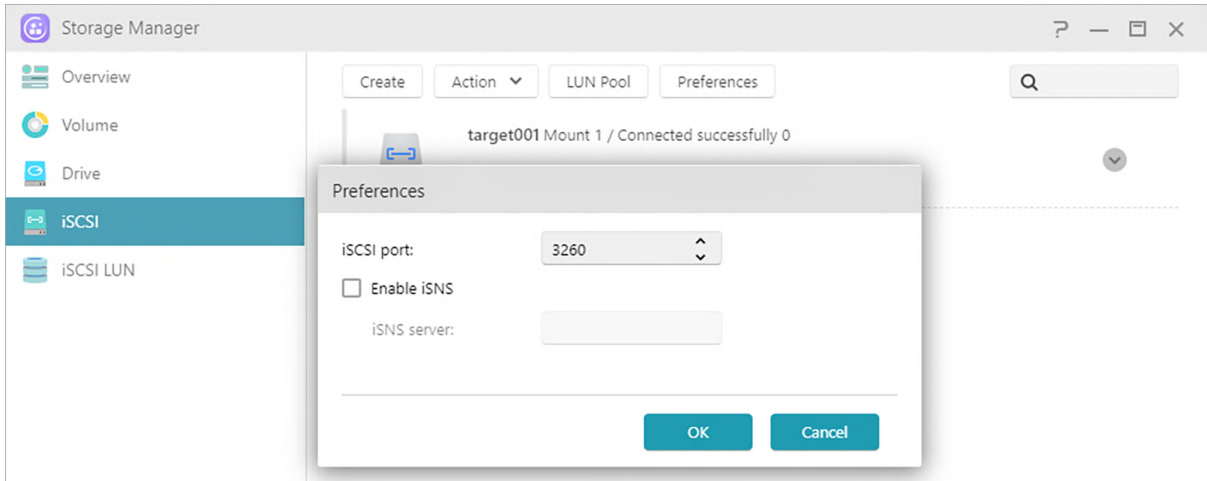 Storage Manager
Overview
Volume
Drive
iSCSI
iSCSI LUN
Create Action LUN Pool Preferences
target001 Mount 1 / Connected successfully 0
Preferences
iSCSI port: 3260
Enable iSNS
iSNS server:
OK Cancel